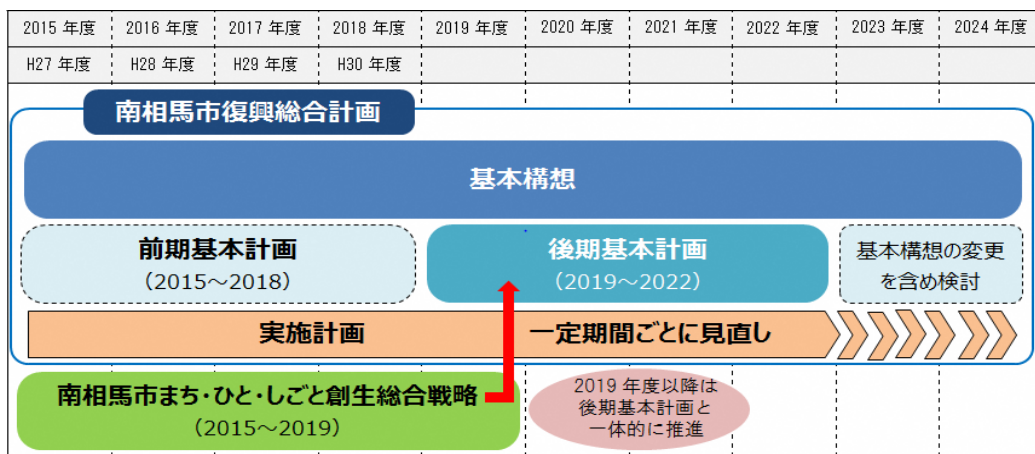 2015 年度 2016 年度 2017 年度 2018 年度 2019 年度 2020 年度 2021 年度 2022 年度 2023 年度 2024 年度
H27 年度 H28 年度 H29 年度 H30 年度
南相馬市復興総合計画
基本構想
前期基本計画
（2015～2018）
後期基本計画
（2019～2022）
基本構想の変更
を含め検討
実施計画 一定期間ごとに見直し
南相馬市まち・ひと・しごと創生総合戦略
（2015～2019）
2019 年度以降は
後期基本計画と
一体的に推進